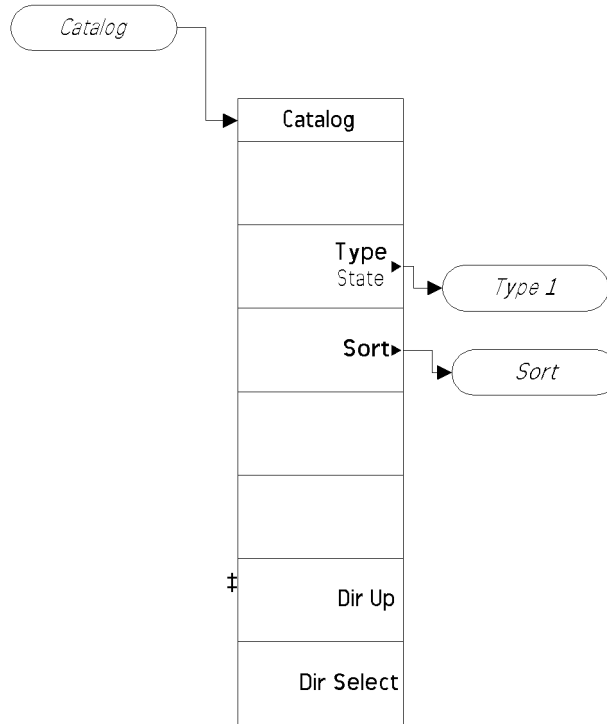 Catalog
Catalog
Type
State
Type 1
Sort
Sort
‡
Dir Up
Dir Select